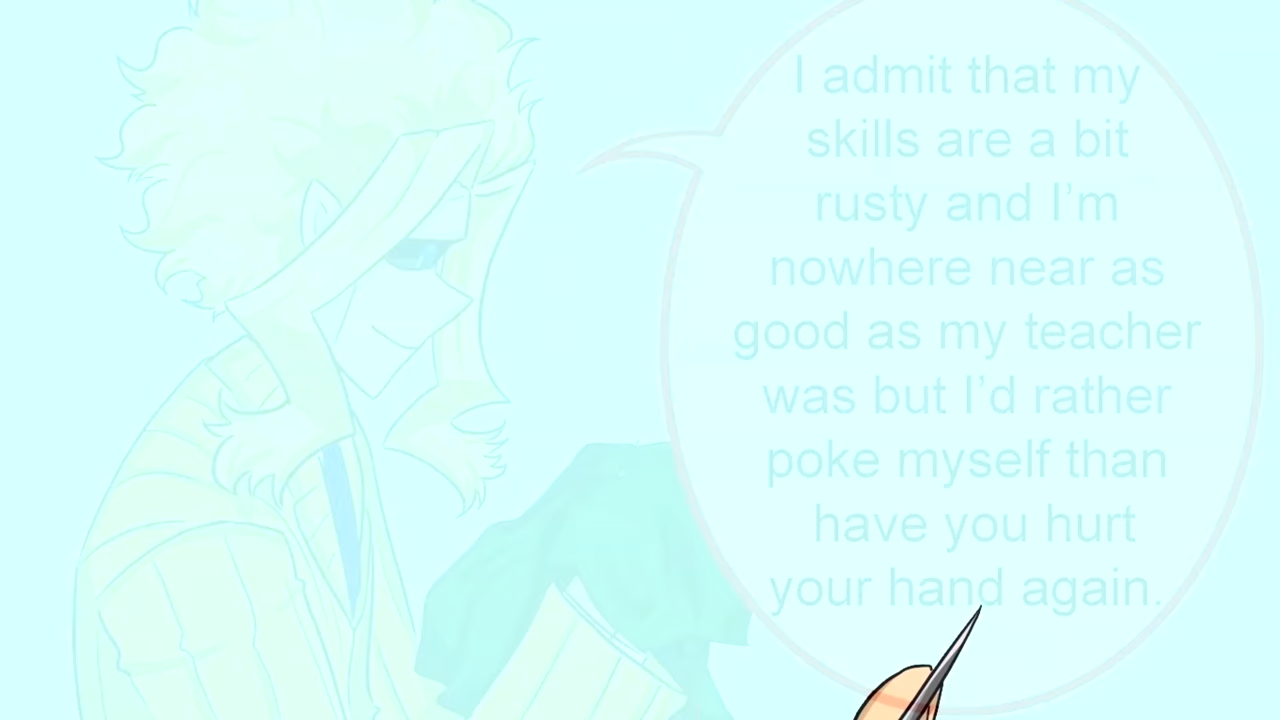 I admit that my
skills are a bit
rusty and I’m
nowhere near as
good as my teacher
was but I’d rather
poke myself than
have you hurt
your hand again.